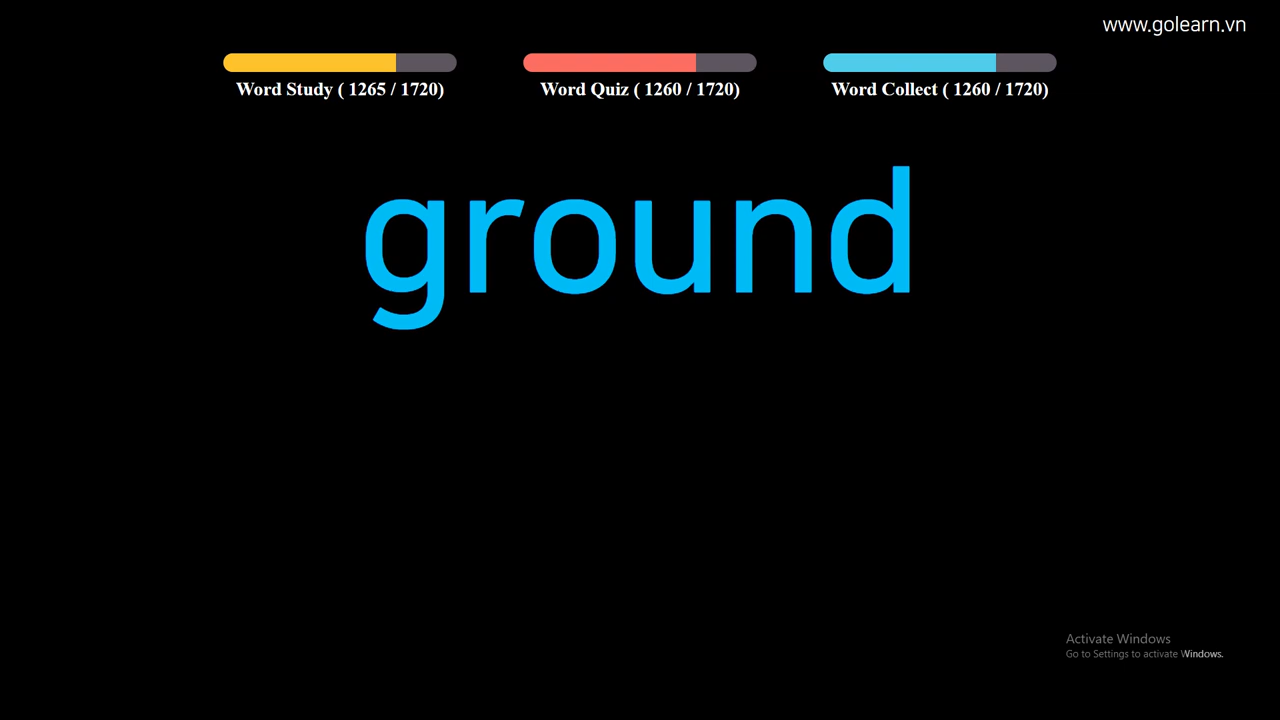 www.golearn.vn
Word Study ( 1265 / 1720)
Word Quiz ( 1260 / 1720)
Word Collect ( 1260 / 1720)
ground
Activate Windows
Go to Settings to activate Windows.